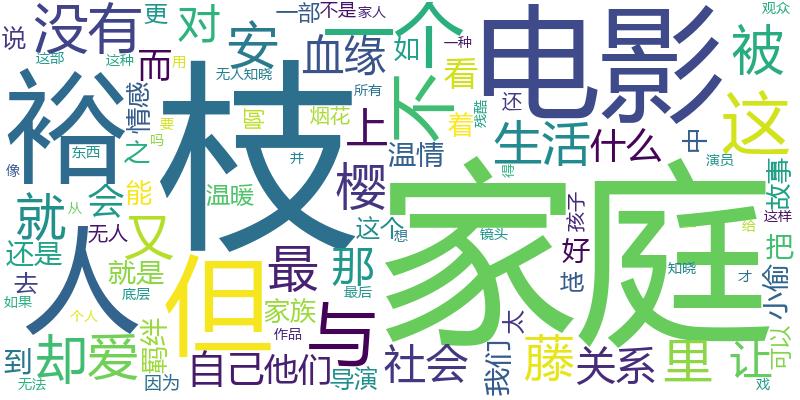 说
没有
更
对
安
一部
不是
家人
一个
电影
观众
这部
这种
用
而
无人知晓
血缘
如
一种
不
看
被
裕
枝
情感
所有
烟花
还
残酷
这
像
东西
之
要
吗
并
上
着
生活
什么
中
演员
故事
就
会
能
温暖
樱
温情
得
家庭
孩子
从
无人
又
但
最
那
这个
想
镜头
好
给
这样
把
还是
去
人
就是
底层
家族
最后
与
知晓
才
小偷
如果
个人
羁绊
作品
太
到
却
爱
自己
他们
社会
我们
藤
关系
里
让
可以
无法
因为
导演
戏